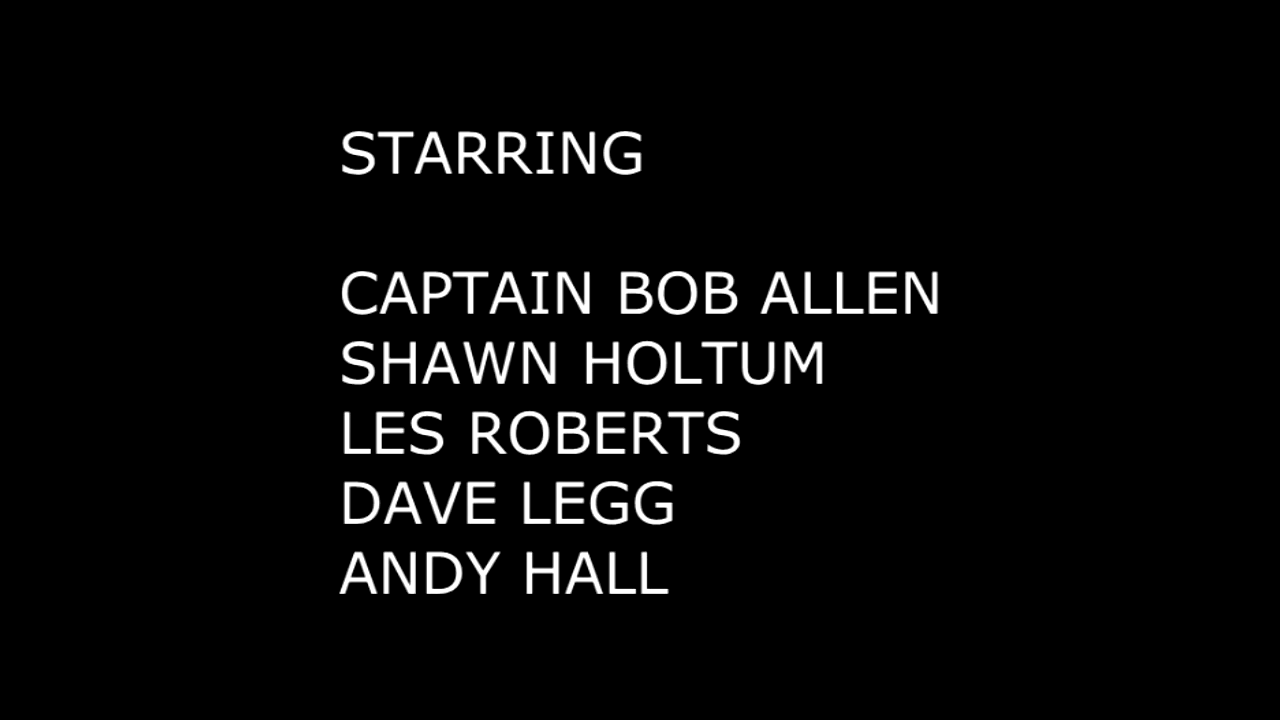 STARRING
CAPTAIN BOB ALLEN
SHAWN HOLTUM
LES ROBERTS
DAVE LEGG
ANDY HALL